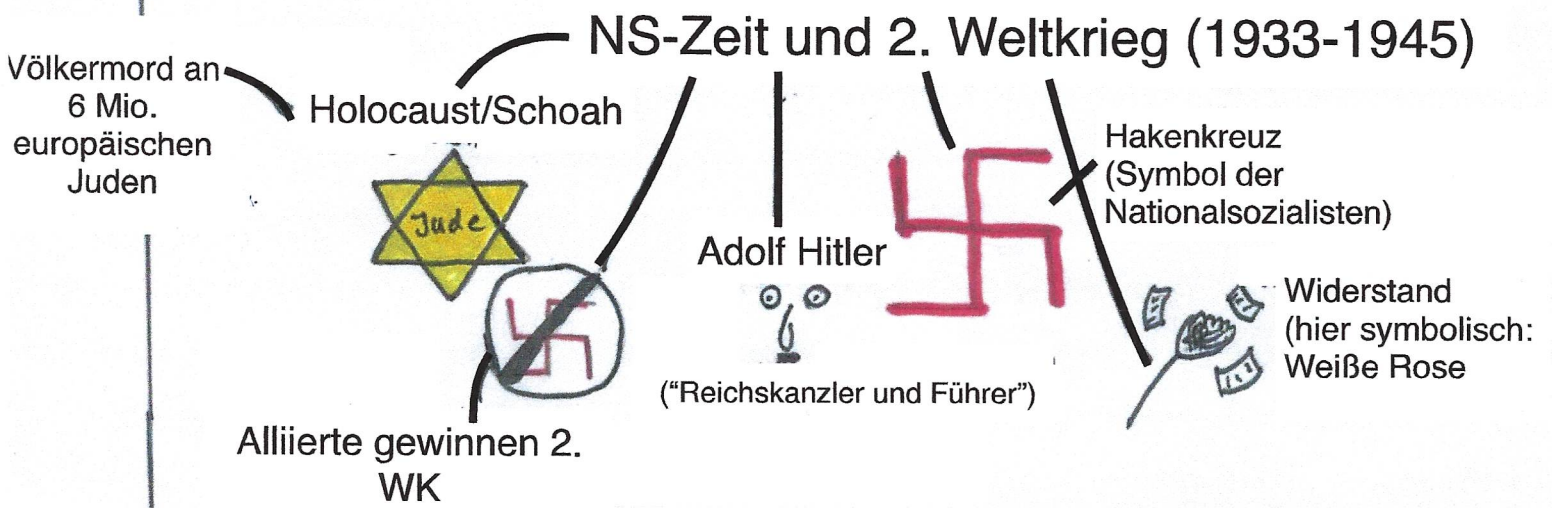 NS-Zeit und 2. Weltkrieg (1933-1945)
Völkermord an
6 Mio.
europäischen
Juden
Holocaust/Schoah
Jude
Alliierte gewinnen 2.
WK
Adolf Hitler
(“Reichskanzler und Führer”)
Hakenkreuz
(Symbol der
Nationalsozialisten)
Widerstand
(hier symbolisch:
Weiße Rose